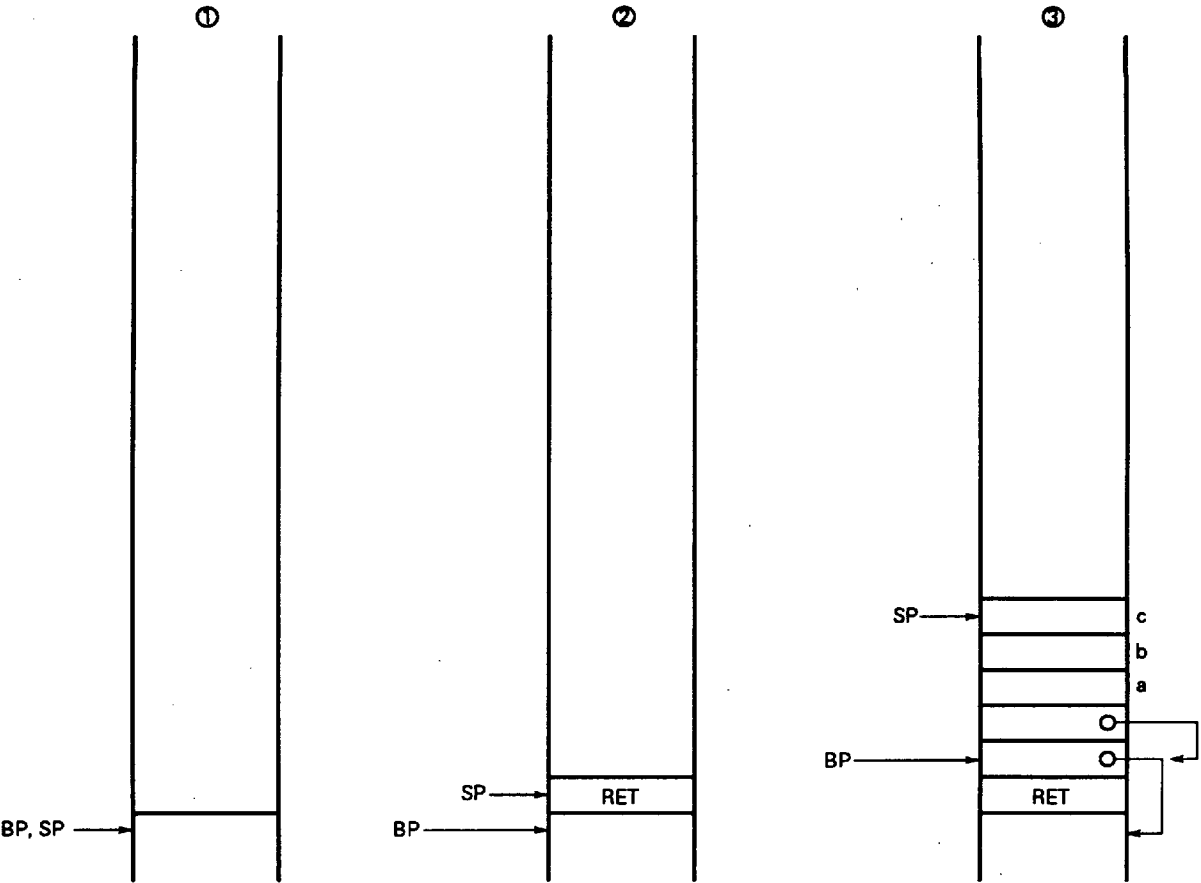 ① ② ③
SP c
b
a
BP
SP RET RET
BP, SP BP